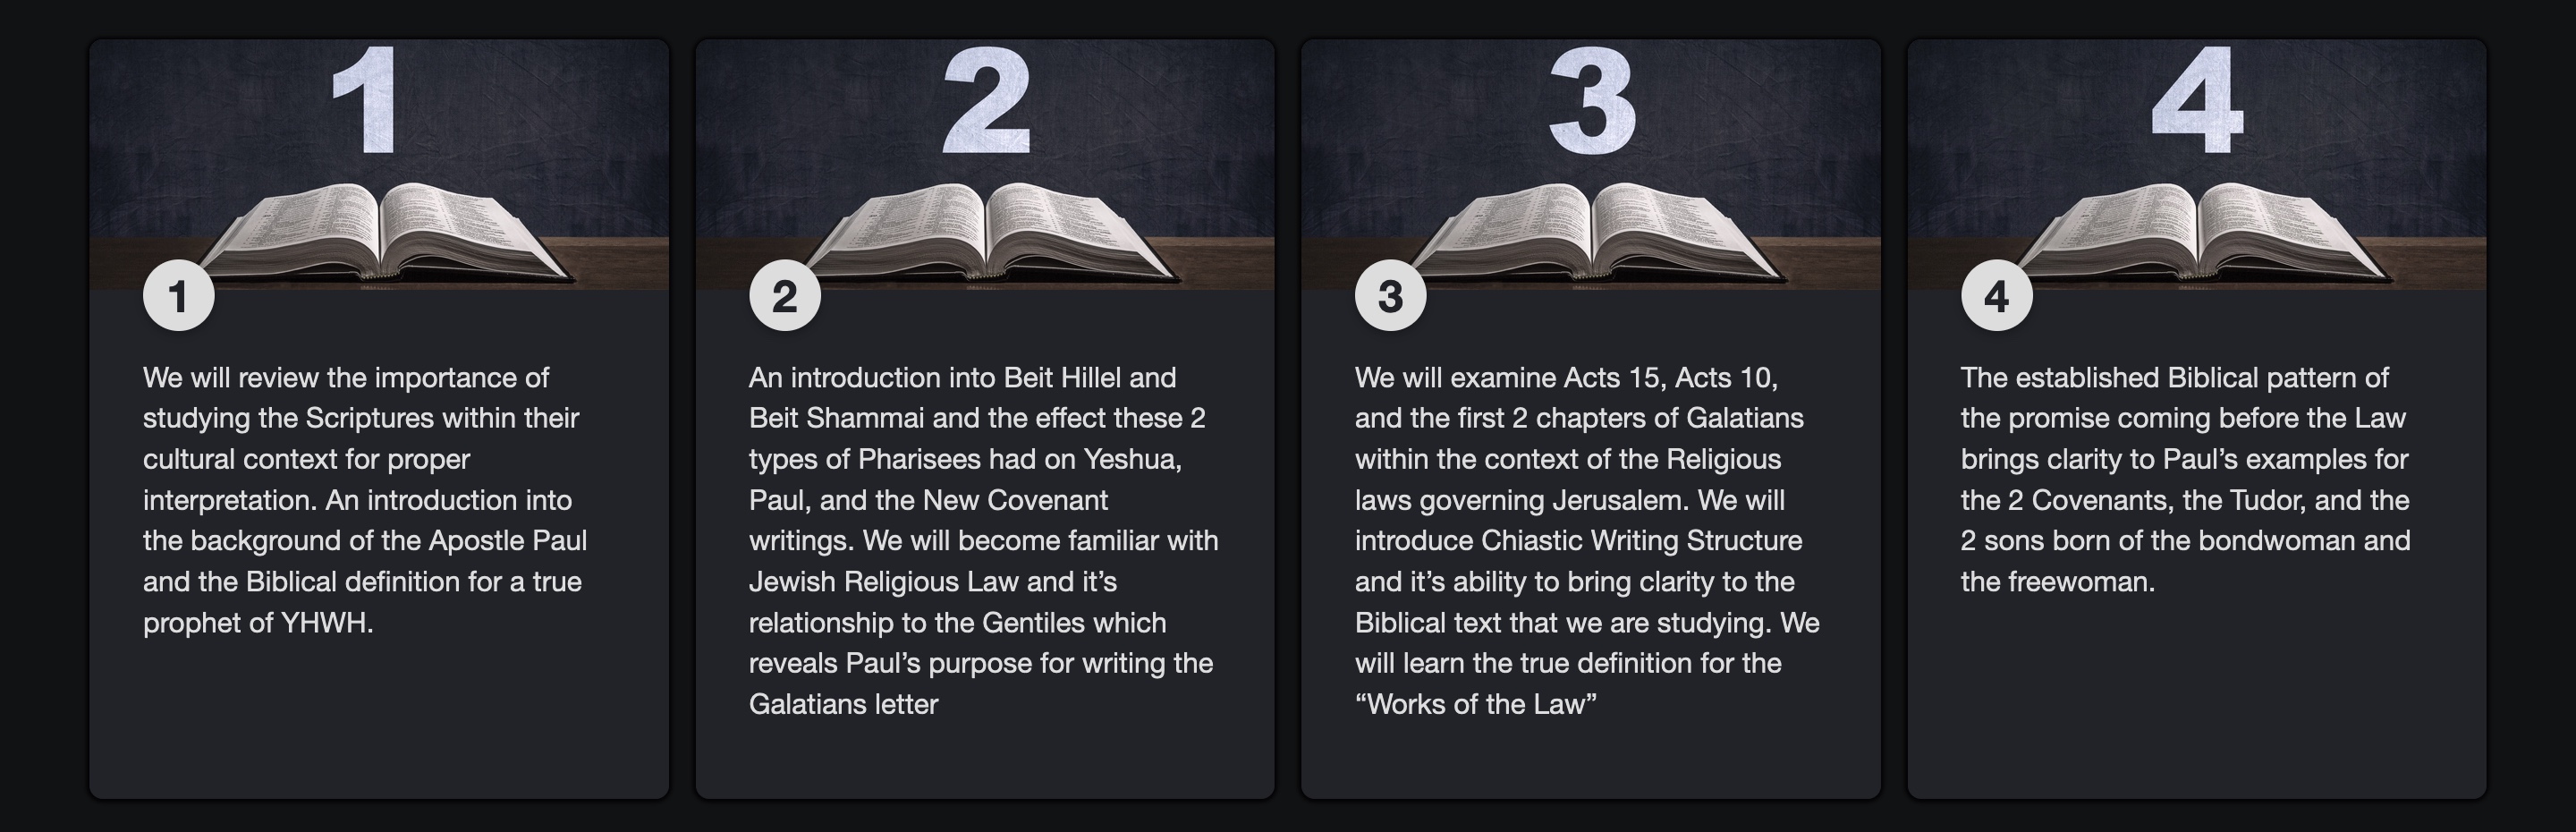 1
1
We will review the importance of
studying the Scriptures within their
cultural context for proper
interpretation. An introduction into
the background of the Apostle Paul
and the Biblical definition for a true
prophet of YHWH.
2
2
An introduction into Beit Hillel and
Beit Shammai and the effect these 2
types of Pharisees had on Yeshua,
Paul, and the New Covenant
writings. We will become familiar with
Jewish Religious Law and it’s
relationship to the Gentiles which
reveals Paul’s purpose for writing the
Galatians letter
3
3
We will examine Acts 15, Acts 10,
and the first 2 chapters of Galatians
within the context of the Religious
laws governing Jerusalem. We will
introduce Chiastic Writing Structure
and it’s ability to bring clarity to the
Biblical text that we are studying. We
will learn the true definition for the
“Works of the Law”
4
4
The established Biblical pattern of
the promise coming before the Law
brings clarity to Paul’s examples for
the 2 Covenants, the Tudor, and the
2 sons born of the bondwoman and
the freewoman.